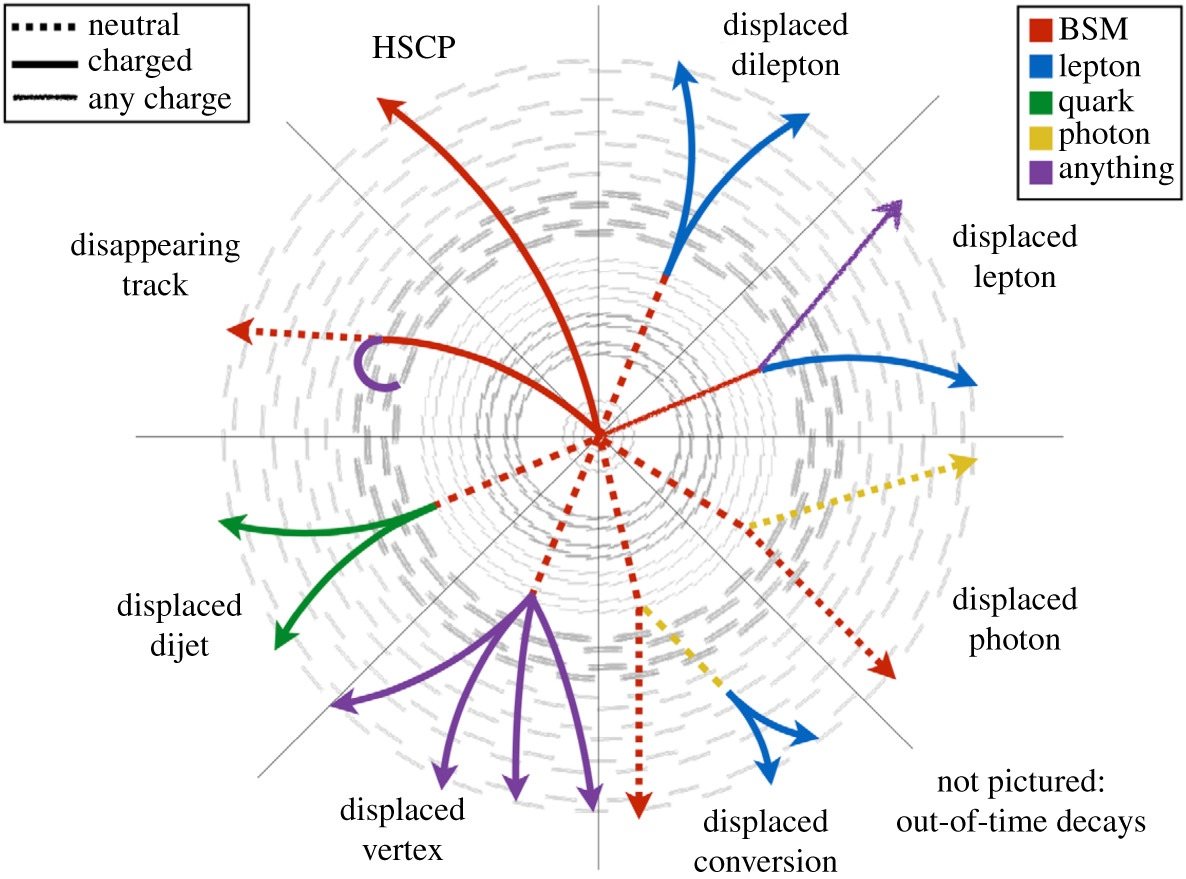 neutral
charged
any charge
HSCP
displaced
dilepton
BSM
lepton
quark
photon
anything
disappearing
track
displaced
lepton
displaced
dijet
displaced
photon
displaced
vertex
displaced
conversion
not pictured:
out-of-time decays